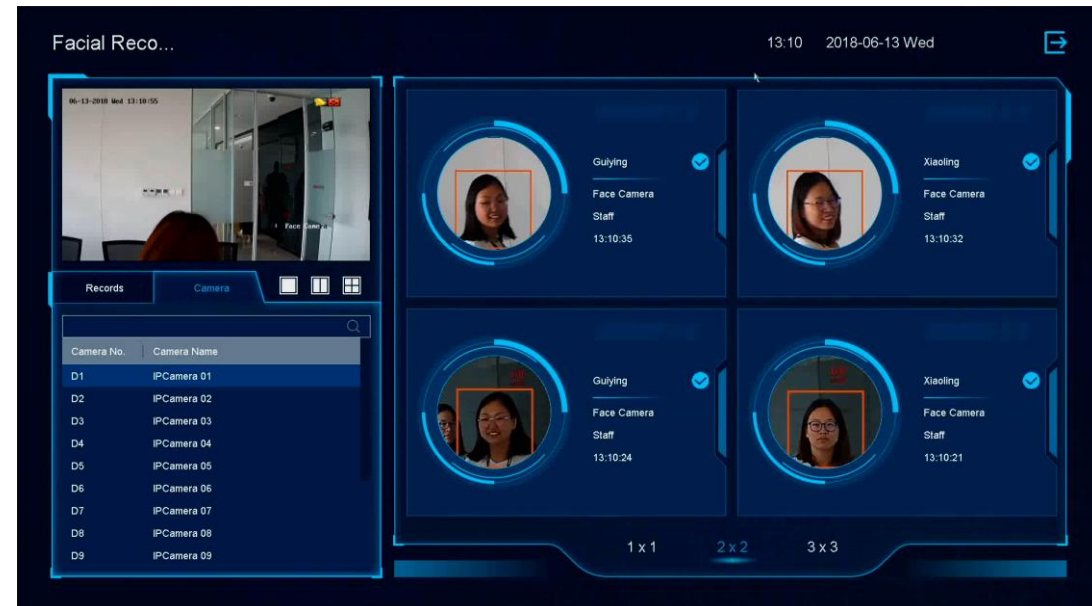 Facial Reco...
13:10 2018-06-13 Wed
06-13-2018 Wed 13:10:55
Face Came
Records
Camera
Camera No. Camera Name
D1 IPCamera 01
D2 IPCamera 02
D3 IPCamera 03
D4 IPCamera 04
D5 IPCamera 05
D6 IPCamera 06
D7 IPCamera 07
D8 IPCamera 08
D9 IPCamera 09
Guiying
Face Camera
Staff
13:10:35
Xiaoling
Face Camera
Staff
13:10:32
Guiying
Face Camera
Staff
13:10:24
Xiaoling
Face Camera
Staff
13:10:21
1 x 1
2 x 2
3 x 3